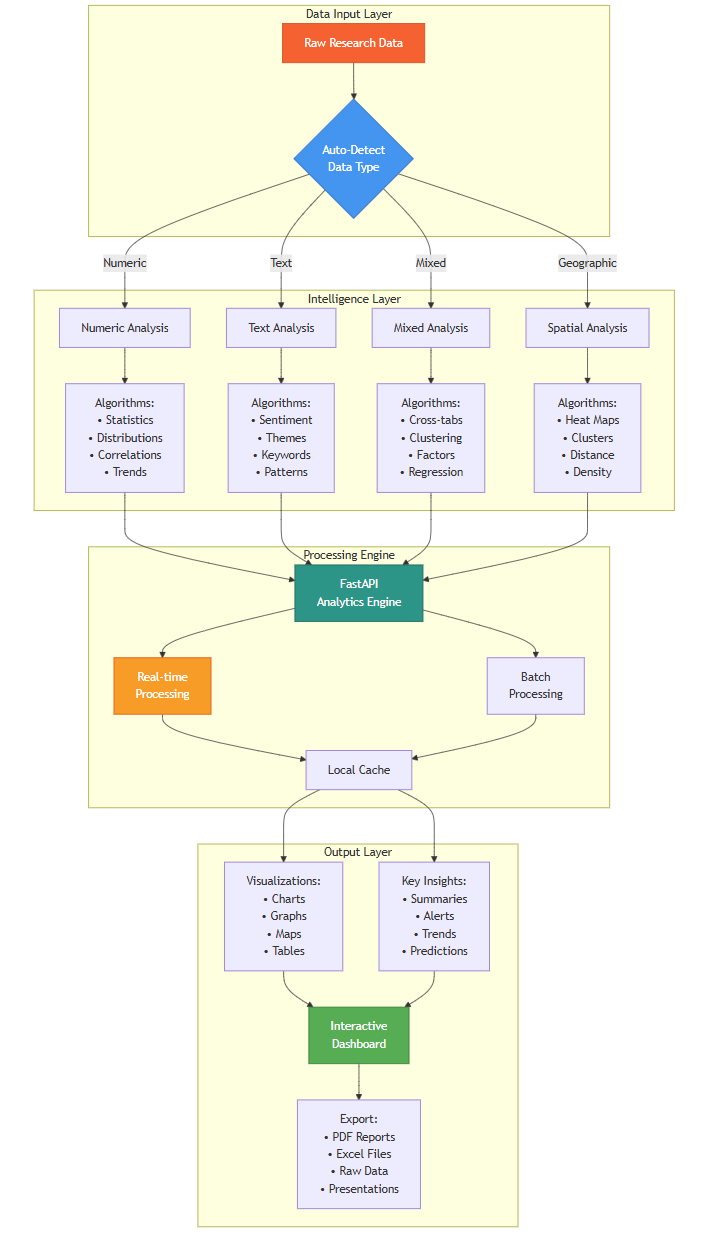 Data Input Layer
Raw Research Data
Auto-Detect
Data Type
Numeric
Text
Mixed
Geographic
Intelligence Layer
Numeric Analysis
Text Analysis
Mixed Analysis
Spatial Analysis
Algorithms:
• Statistics
• Distributions
• Correlations
• Trends
Algorithms:
• Sentiment
• Themes
• Keywords
• Patterns
Algorithms:
• Cross-tabs
• Clustering
• Factors
• Regression
Algorithms:
• Heat Maps
• Clusters
• Distance
• Density
Processing Engine
FastAPI
Analytics Engine
Real-time
Processing
Batch
Processing
Local Cache
Output Layer
Visualizations:
• Charts
• Graphs
• Maps
• Tables
Key Insights:
• Summaries
• Alerts
• Trends
• Predictions
Interactive
Dashboard
Export:
• PDF Reports
• Excel Files
• Raw Data
• Presentations